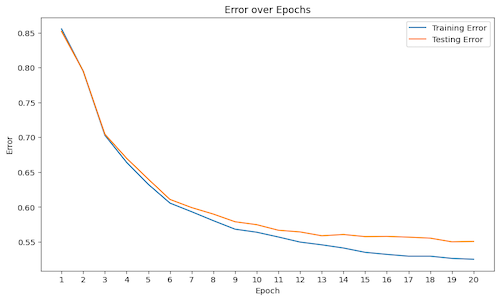 Error over Epochs
Training Error
Testing Error
Error
0.85
0.80
0.75
0.70
0.65
0.60
0.55
1 2 3 4 5 6 7 8 9 10 11 12 13 14 15 16 17 18 19 20
Epoch